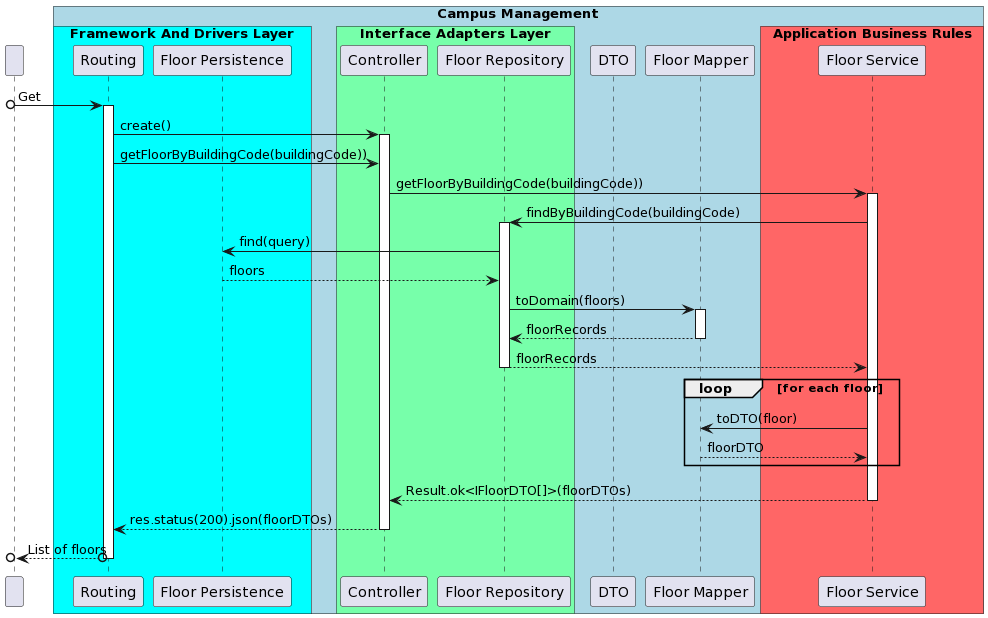 Campus Management
Framework And Drivers Layer
Interface Adapters Layer
Application Business Rules
Routing
Floor Persistence
Controller
Floor Repository
DTO
Floor Mapper
Floor Service
Get
create()
getFloorByBuildingCode(buildingCode))
getFloorByBuildingCode(buildingCode))
findByBuildingCode(buildingCode)
find(query)
floors
toDomain(floors)
floorRecords
floorRecords
loop
[for each floor]
toDTO(floor)
floorDTO
Result.ok<IFloorDTO[]>(floorDTOs)
res.status(200).json(floorDTOs)
List of floors
Routing
Floor Persistence
Controller
Floor Repository
DTO
Floor Mapper
Floor Service